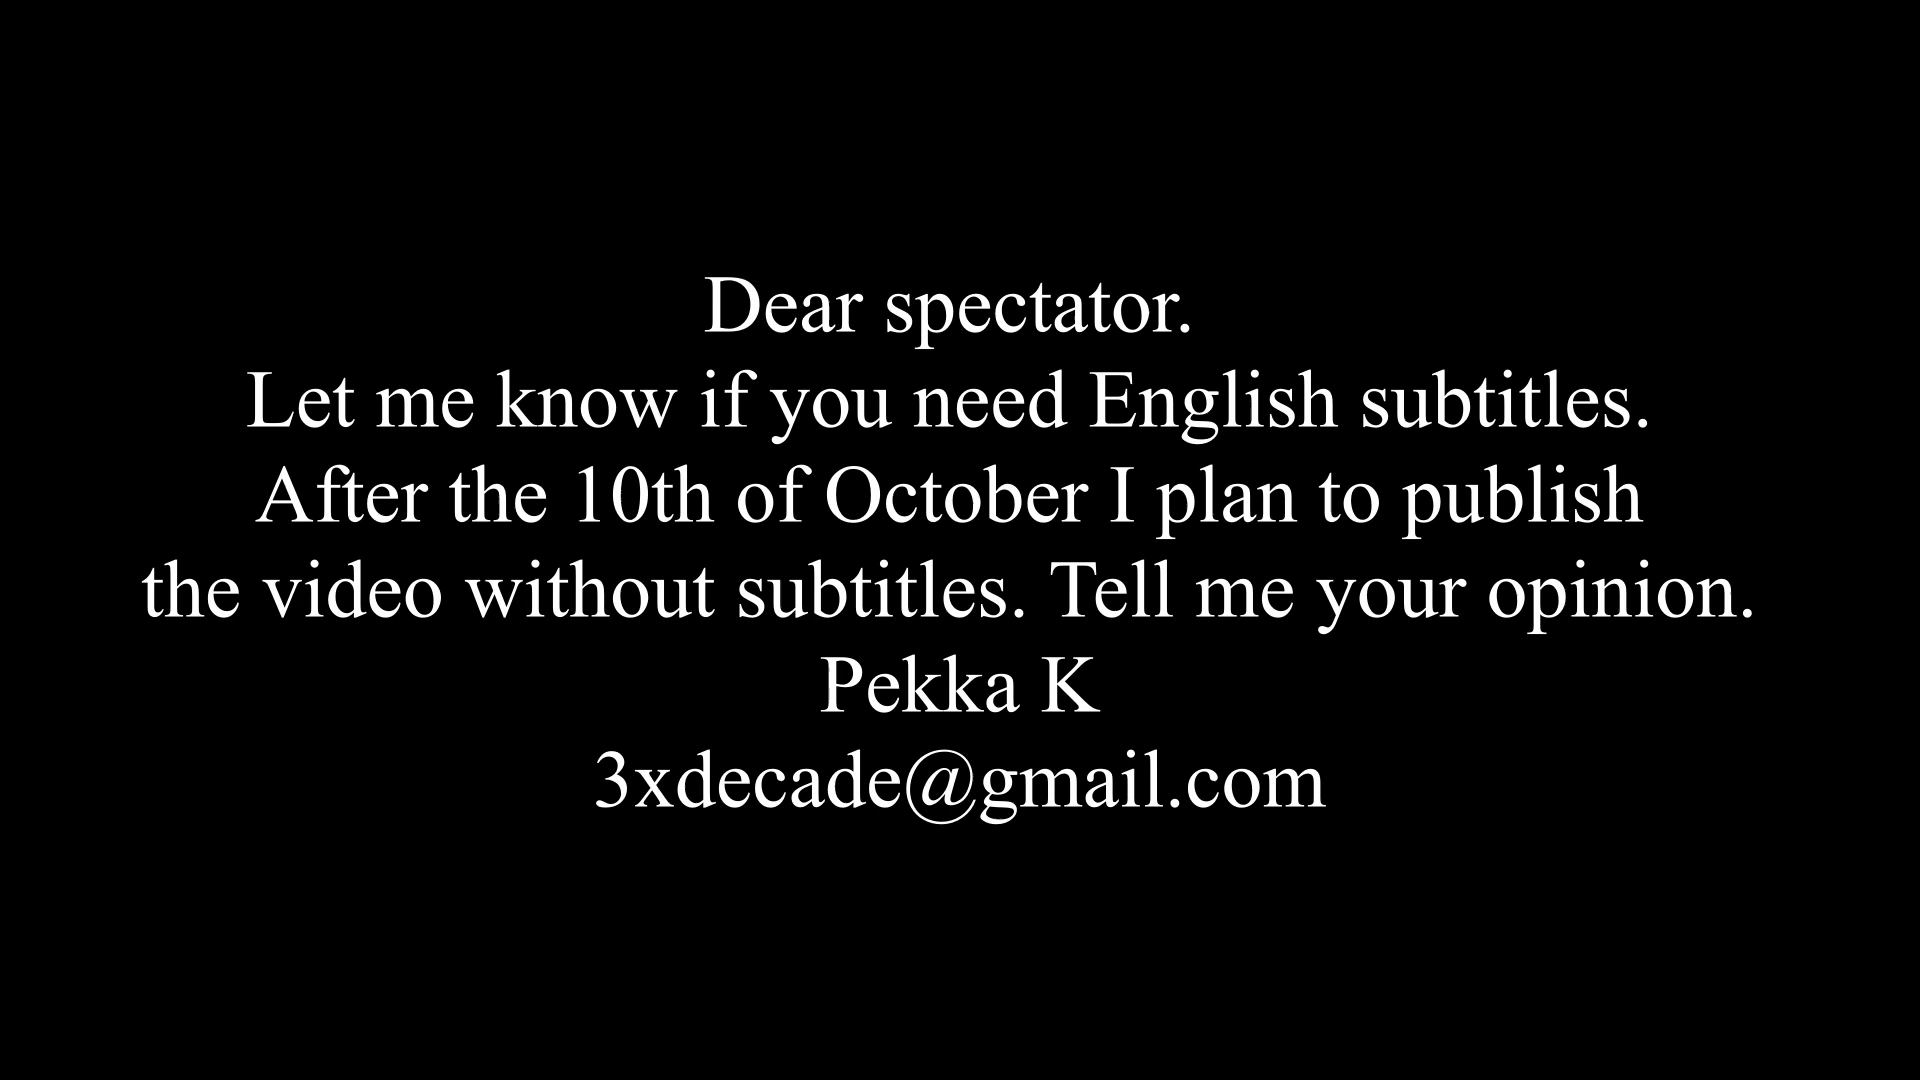 Dear spectator.
Let me know if you need English subtitles.
After the 10th of October I plan to publish
the video without subtitles. Tell me your opinion.
Pekka K
3xdecade@gmail.com